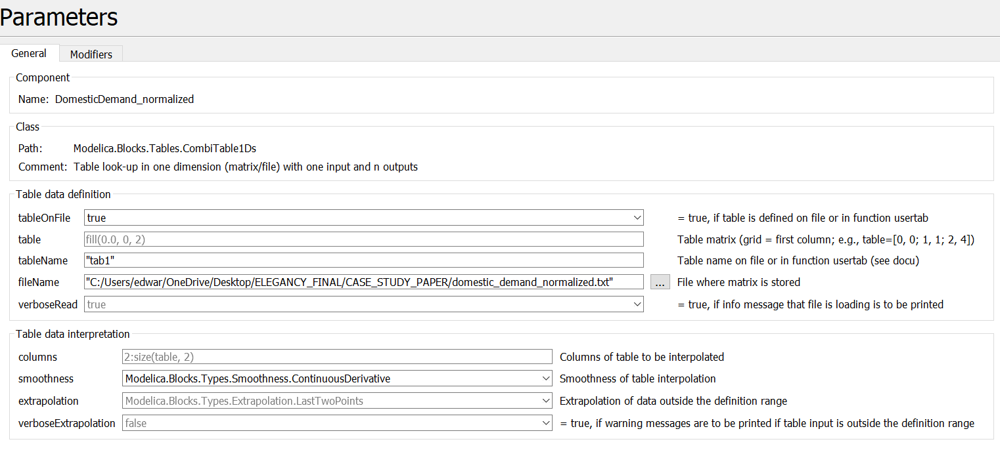 Parameters
General Modifiers
Component
Name: DomesticDemand_normalized
Class
Path: Modelica.Blocks.Tables.CombiTable1Ds
Comment: Table look-up in one dimension (matrix/file) with one input and n outputs
Table data definition
tableOnFile true = true, if table is defined on file or in function usertab
table fill(0.0, 0, 2) Table matrix (grid = first column; e.g., table=[0, 0; 1, 1; 2, 4])
tableName "tab1" Table name on file or in function usertab (see docu)
fileName "C:/Users/edwar/OneDrive/Desktop/ELEGANCY_FINAL/CASE_STUDY_PAPER/domestic_demand_normalized.txt" ... File where matrix is stored
verboseRead true = true, if info message that file is loading is to be printed
Table data interpretation
columns 2:size(table, 2) Columns of table to be interpolated
smoothness Modelica.Blocks.Types.Smoothness.ContinuousDerivative Smoothness of table interpolation
extrapolation Modelica.Blocks.Types.Extrapolation.LastTwoPoints Extrapolation of data outside the definition range
verboseExtrapolation false = true, if warning messages are to be printed if table input is outside the definition range